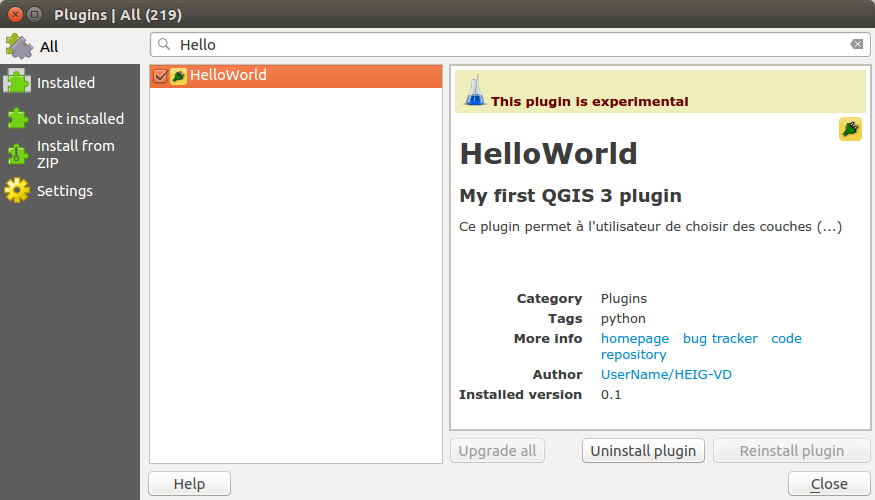 Plugins | All (219)
All
Hello
Installed
Not installed
Install from
ZIP
Settings
HelloWorld
This plugin is experimental
HelloWorld
My first QGIS 3 plugin
Ce plugin permet à l'utilisateur de choisir des couches (...)
Category Plugins
Tags python
More info homepage bug tracker code
repository
Author UserName/HEIG-VD
Installed version 0.1
Upgrade all Uninstall plugin Reinstall plugin
Help Close